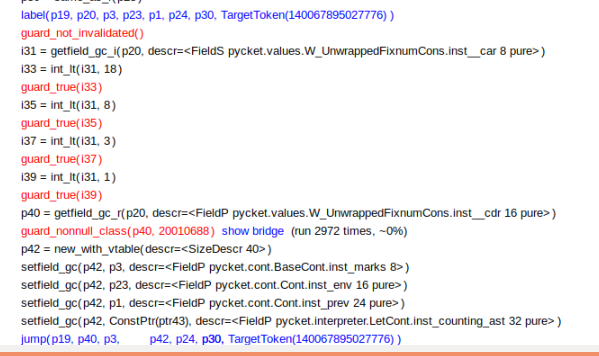 label(p19, p20, p3, p23, p1, p24, p30, TargetToken(140067895027776) )
guard_not_invalidated()
i31 = getfield_gc_i(p20, descr=<FieldS pycket.values.W_UnwrappedFixnumCons.inst__car 8 pure>)
i33 = int_lt(i31, 18)
guard_true(i33)
i35 = int_lt(i31, 8)
guard_true(i35)
i37 = int_lt(i31, 3)
guard_true(i37)
i39 = int_lt(i31, 1)
guard_true(i39)
p40 = getfield_gc_r(p20, descr=<FieldP pycket.values.W_UnwrappedFixnumCons.inst__cdr 16 pure>)
guard_nonnull_class(p40, 20010688) show bridge (run 2972 times, ~0%)
p42 = new_with_vtable(descr=<SizeDescr 40>)
setfield_gc(p42, p3, descr=<FieldP pycket.cont.BaseCont.inst_marks 8>)
setfield_gc(p42, p23, descr=<FieldP pycket.cont.Cont.inst_env 16 pure>)
setfield_gc(p42, p1, descr=<FieldP pycket.cont.Cont.inst_prev 24 pure>)
setfield_gc(p42, ConstPtr(ptr43), descr=<FieldP pycket.interpreter.LetCont.inst_counting_ast 32 pure>)
jump(p19, p40, p3, p42, p24, p30, TargetToken(140067895027776) )